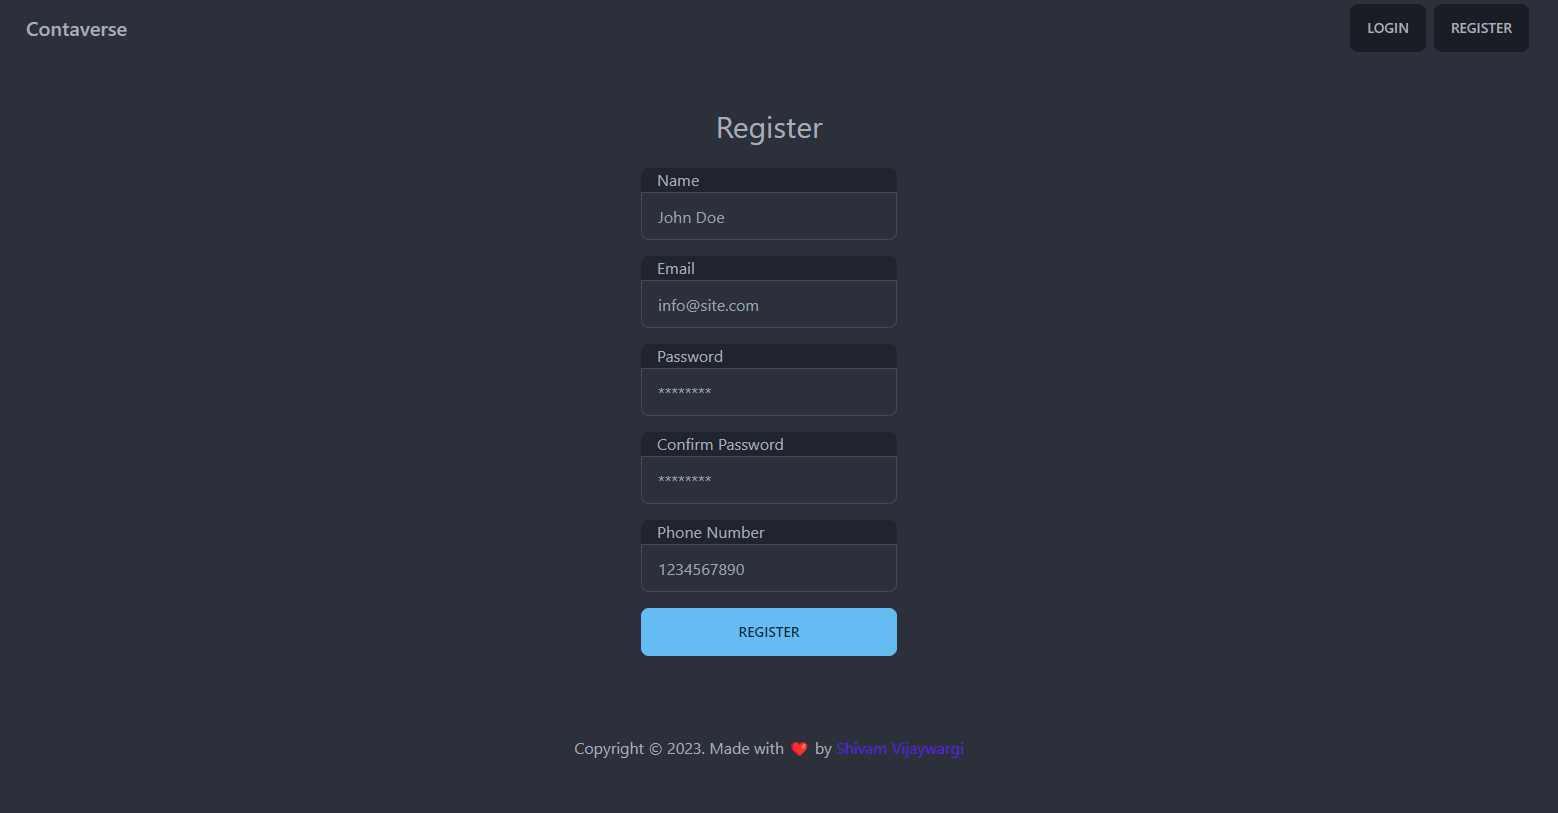 Contaverse
LOGIN
REGISTER
Register
Name
John Doe
Email
info@site.com
Password
********
Confirm Password
********
Phone Number
1234567890
REGISTER
Copyright © 2023. Made with ❤️ by Shivam Vijaywargi